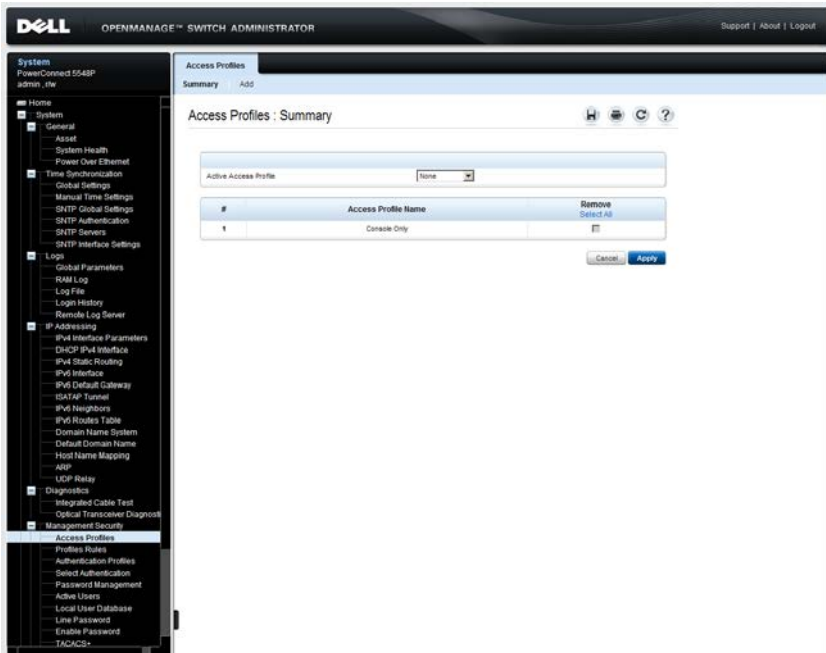 DELL
OPENMANAGE™ SWITCH ADMINISTRATOR
Support | About | Logout
System
PowerConnect 5548P
admin , r/w
Home
System
General
Asset
System Health
Power Over Ethernet
Time Synchronization
Global Settings
Manual Time Settings
SNTP Global Settings
SNTP Authentication
SNTP Servers
SNTP Interface Settings
Logs
Global Parameters
RAM Log
Log File
Login History
Remote Log Server
IP Addressing
IPv4 Interface Parameters
DHCP IPv4 Interface
IPv4 Static Routing
IPv6 Interface
IPv6 Default Gateway
ISATAP Tunnel
IPv6 Neighbors
IPv6 Routes Table
Domain Name System
Default Domain Name
Host Name Mapping
ARP
UDP Relay
Diagnostics
Integrated Cable Test
Optical Transceiver Diagnosti
Management Security
Access Profiles
Profiles Rules
Authentication Profiles
Select Authentication
Password Management
Active Users
Local User Database
Line Password
Enable Password
TACACS+
Access Profiles
Summary Add
Access Profiles : Summary
Active Access Profile None
# Access Profile Name Remove
Select All
1 Console Only
Cancel Apply